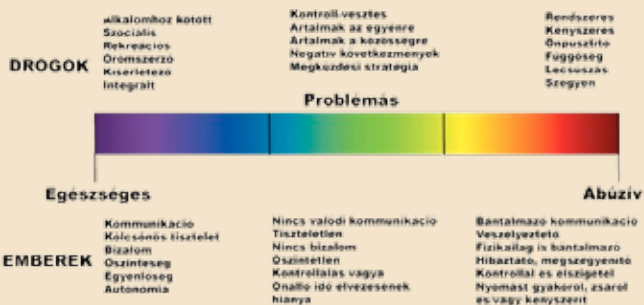 DROGOK
Alkalomhoz kötött
Szociális
Rekreációs
Örömszerző
Kísérletező
Integrált
Kontroll-vesztés
Ártalmak az egyénre
Ártalmak a közösségre
Negatív következmények
Megküzdési stratégia
Rendszeres
Kényszeres
Önpusztító
Függőség
Lecsúszás
Szégyen
Problémás
Egészséges
Abúzív
EMBEREK
Kommunikáció
Kölcsönös tisztelet
Bizalom
Őszinteség
Egyenlőség
Autonómia
Nincs valódi kommunikáció
Tiszteletlen
Nincs bizalom
Őszintétlen
Kontrollálás vágya
Önálló idő elvezésének
hiánya
Bántalmazó kommunikáció
Veszélyeztető
Fizikailag is bántalmazó
Hibáztató, megszégyenítő
Kontrollál és elszigetel
Nyomást gyakorol, zsarol
és/vagy kényszerít